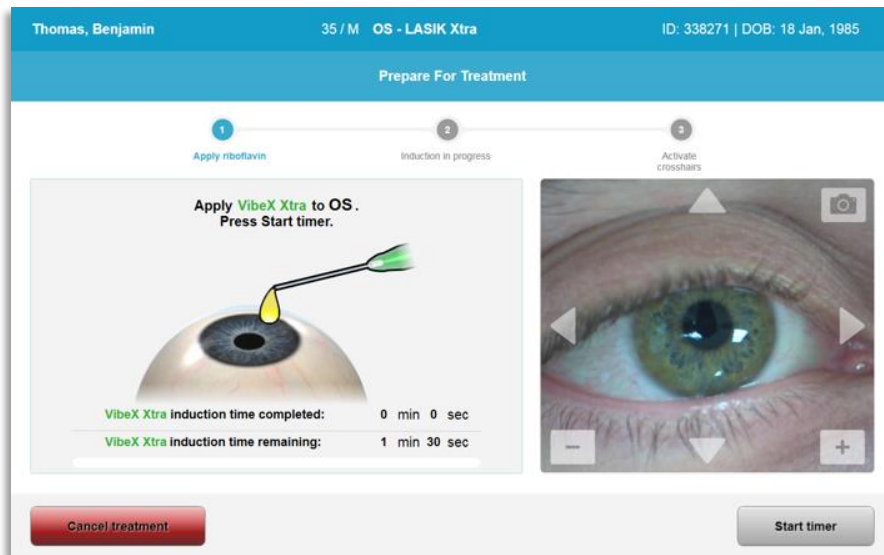 Thomas, Benjamin 35 / M OS - LASIK Xtra ID: 338271 | DOB: 18 Jan, 1985
Prepare For Treatment
1 2 3
Apply riboflavin Induction in progress Activate
crosshairs
Apply VibeX Xtra to OS .
Press Start timer.
VibeX Xtra induction time completed: 0 min 0 sec
VibeX Xtra induction time remaining: 1 min 30 sec
Cancel treatment Start timer